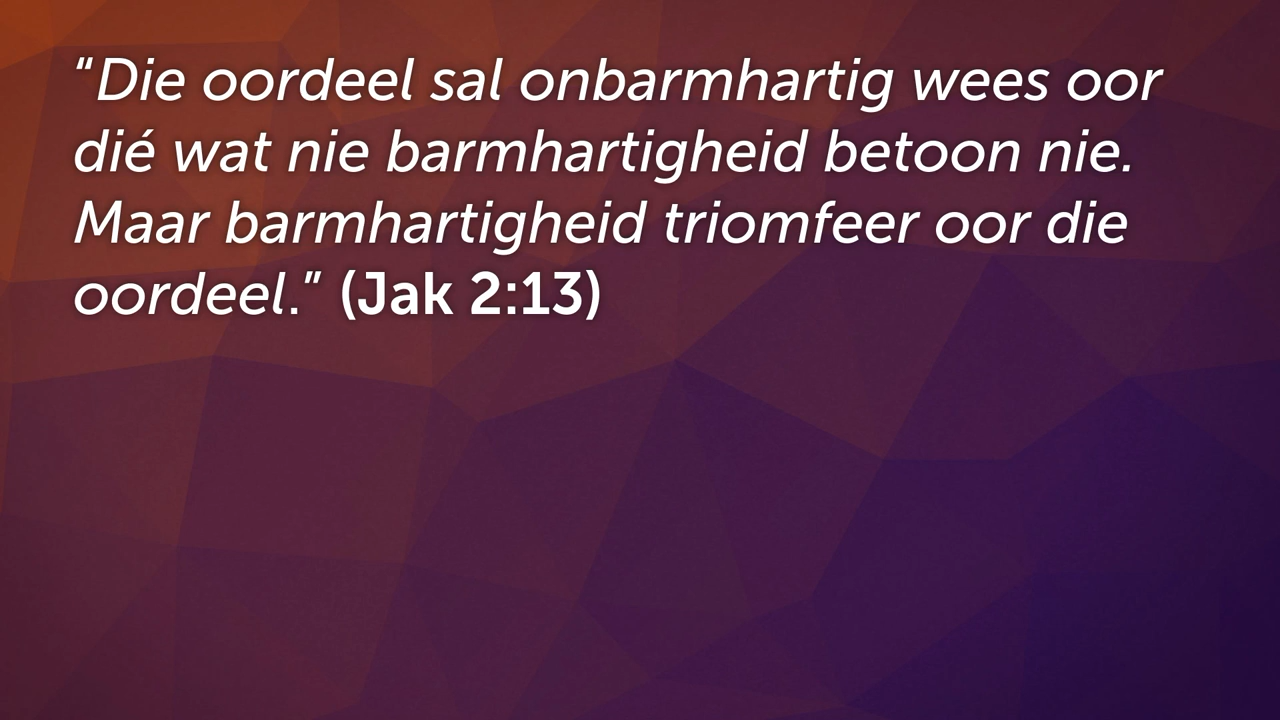 “Die oordeel sal onbarmhartig wees oor
dié wat nie barmhartigheid betoon nie.
Maar barmhartigheid triomfeer oor die
oordeel.” (Jak 2:13)